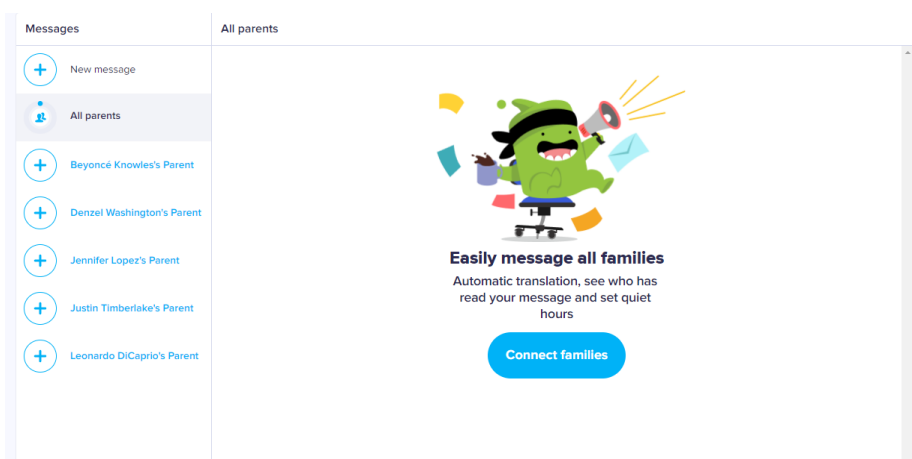 Messages
All parents
New message
All parents
Beyoncé Knowles's Parent
Denzel Washington's Parent
Jennifer Lopez's Parent
Justin Timberlake's Parent
Leonardo DiCaprio's Parent
Easily message all families
Automatic translation, see who has
read your message and set quiet
hours
Connect families